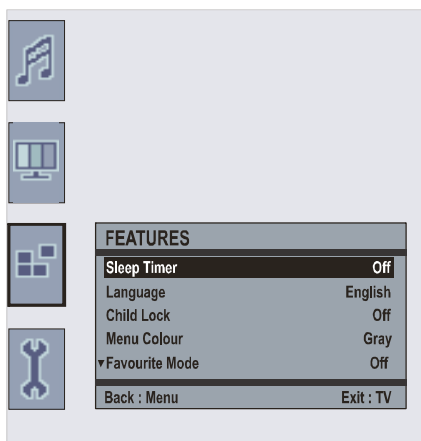 FEATURES
Sleep Timer Off
Language English
Child Lock Off
Menu Colour Gray
▾Favourite Mode Off
Back : Menu Exit : TV